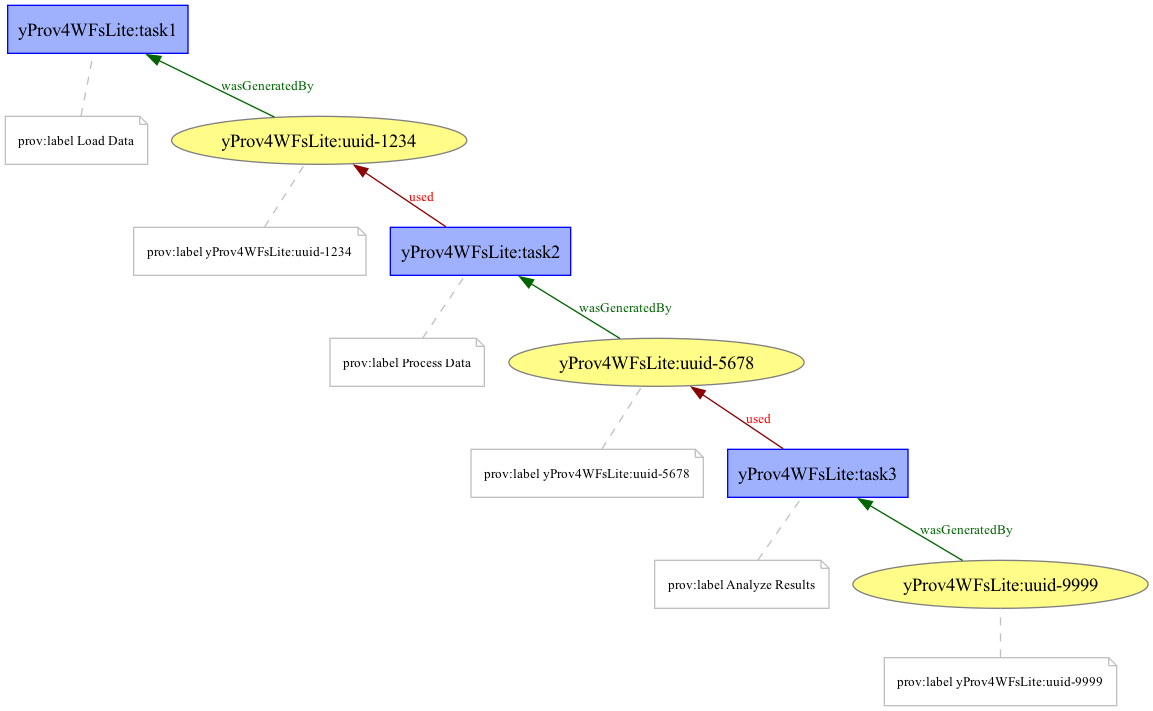 yProv4WFsLite:task1
wasGeneratedBy
prov:label Load Data
yProv4WFsLite:uuid-1234
used
prov:label yProv4WFsLite:uuid-1234
yProv4WFsLite:task2
wasGeneratedBy
prov:label Process Data
yProv4WFsLite:uuid-5678
used
prov:label yProv4WFsLite:uuid-5678
yProv4WFsLite:task3
wasGeneratedBy
prov:label Analyze Results
yProv4WFsLite:uuid-9999
prov:label yProv4WFsLite:uuid-9999